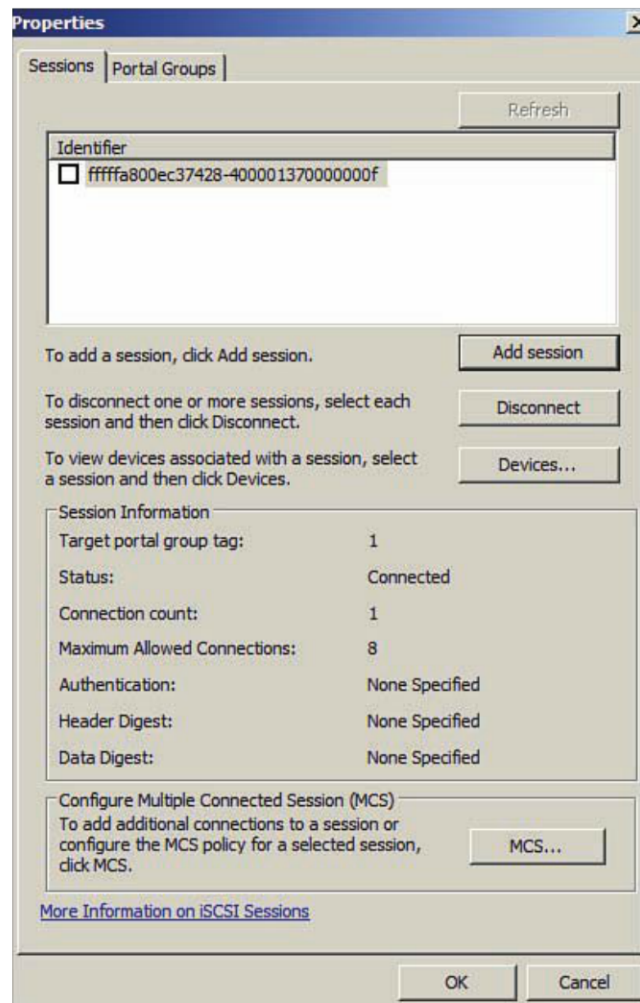 Properties
Sessions
Portal Groups
Refresh
Identifier
fffffa800ec37428-400001370000000f
To add a session, click Add session.
Add session
To disconnect one or more sessions, select each
session and then click Disconnect.
Disconnect
To view devices associated with a session, select
a session and then click Devices.
Devices...
Session Information
Target portal group tag: 1
Status: Connected
Connection count: 1
Maximum Allowed Connections: 8
Authentication: None Specified
Header Digest: None Specified
Data Digest: None Specified
Configure Multiple Connected Session (MCS)
To add additional connections to a session or
configure the MCS policy for a selected session,
click MCS.
MCS...
More Information on iSCSI Sessions
OK
Cancel